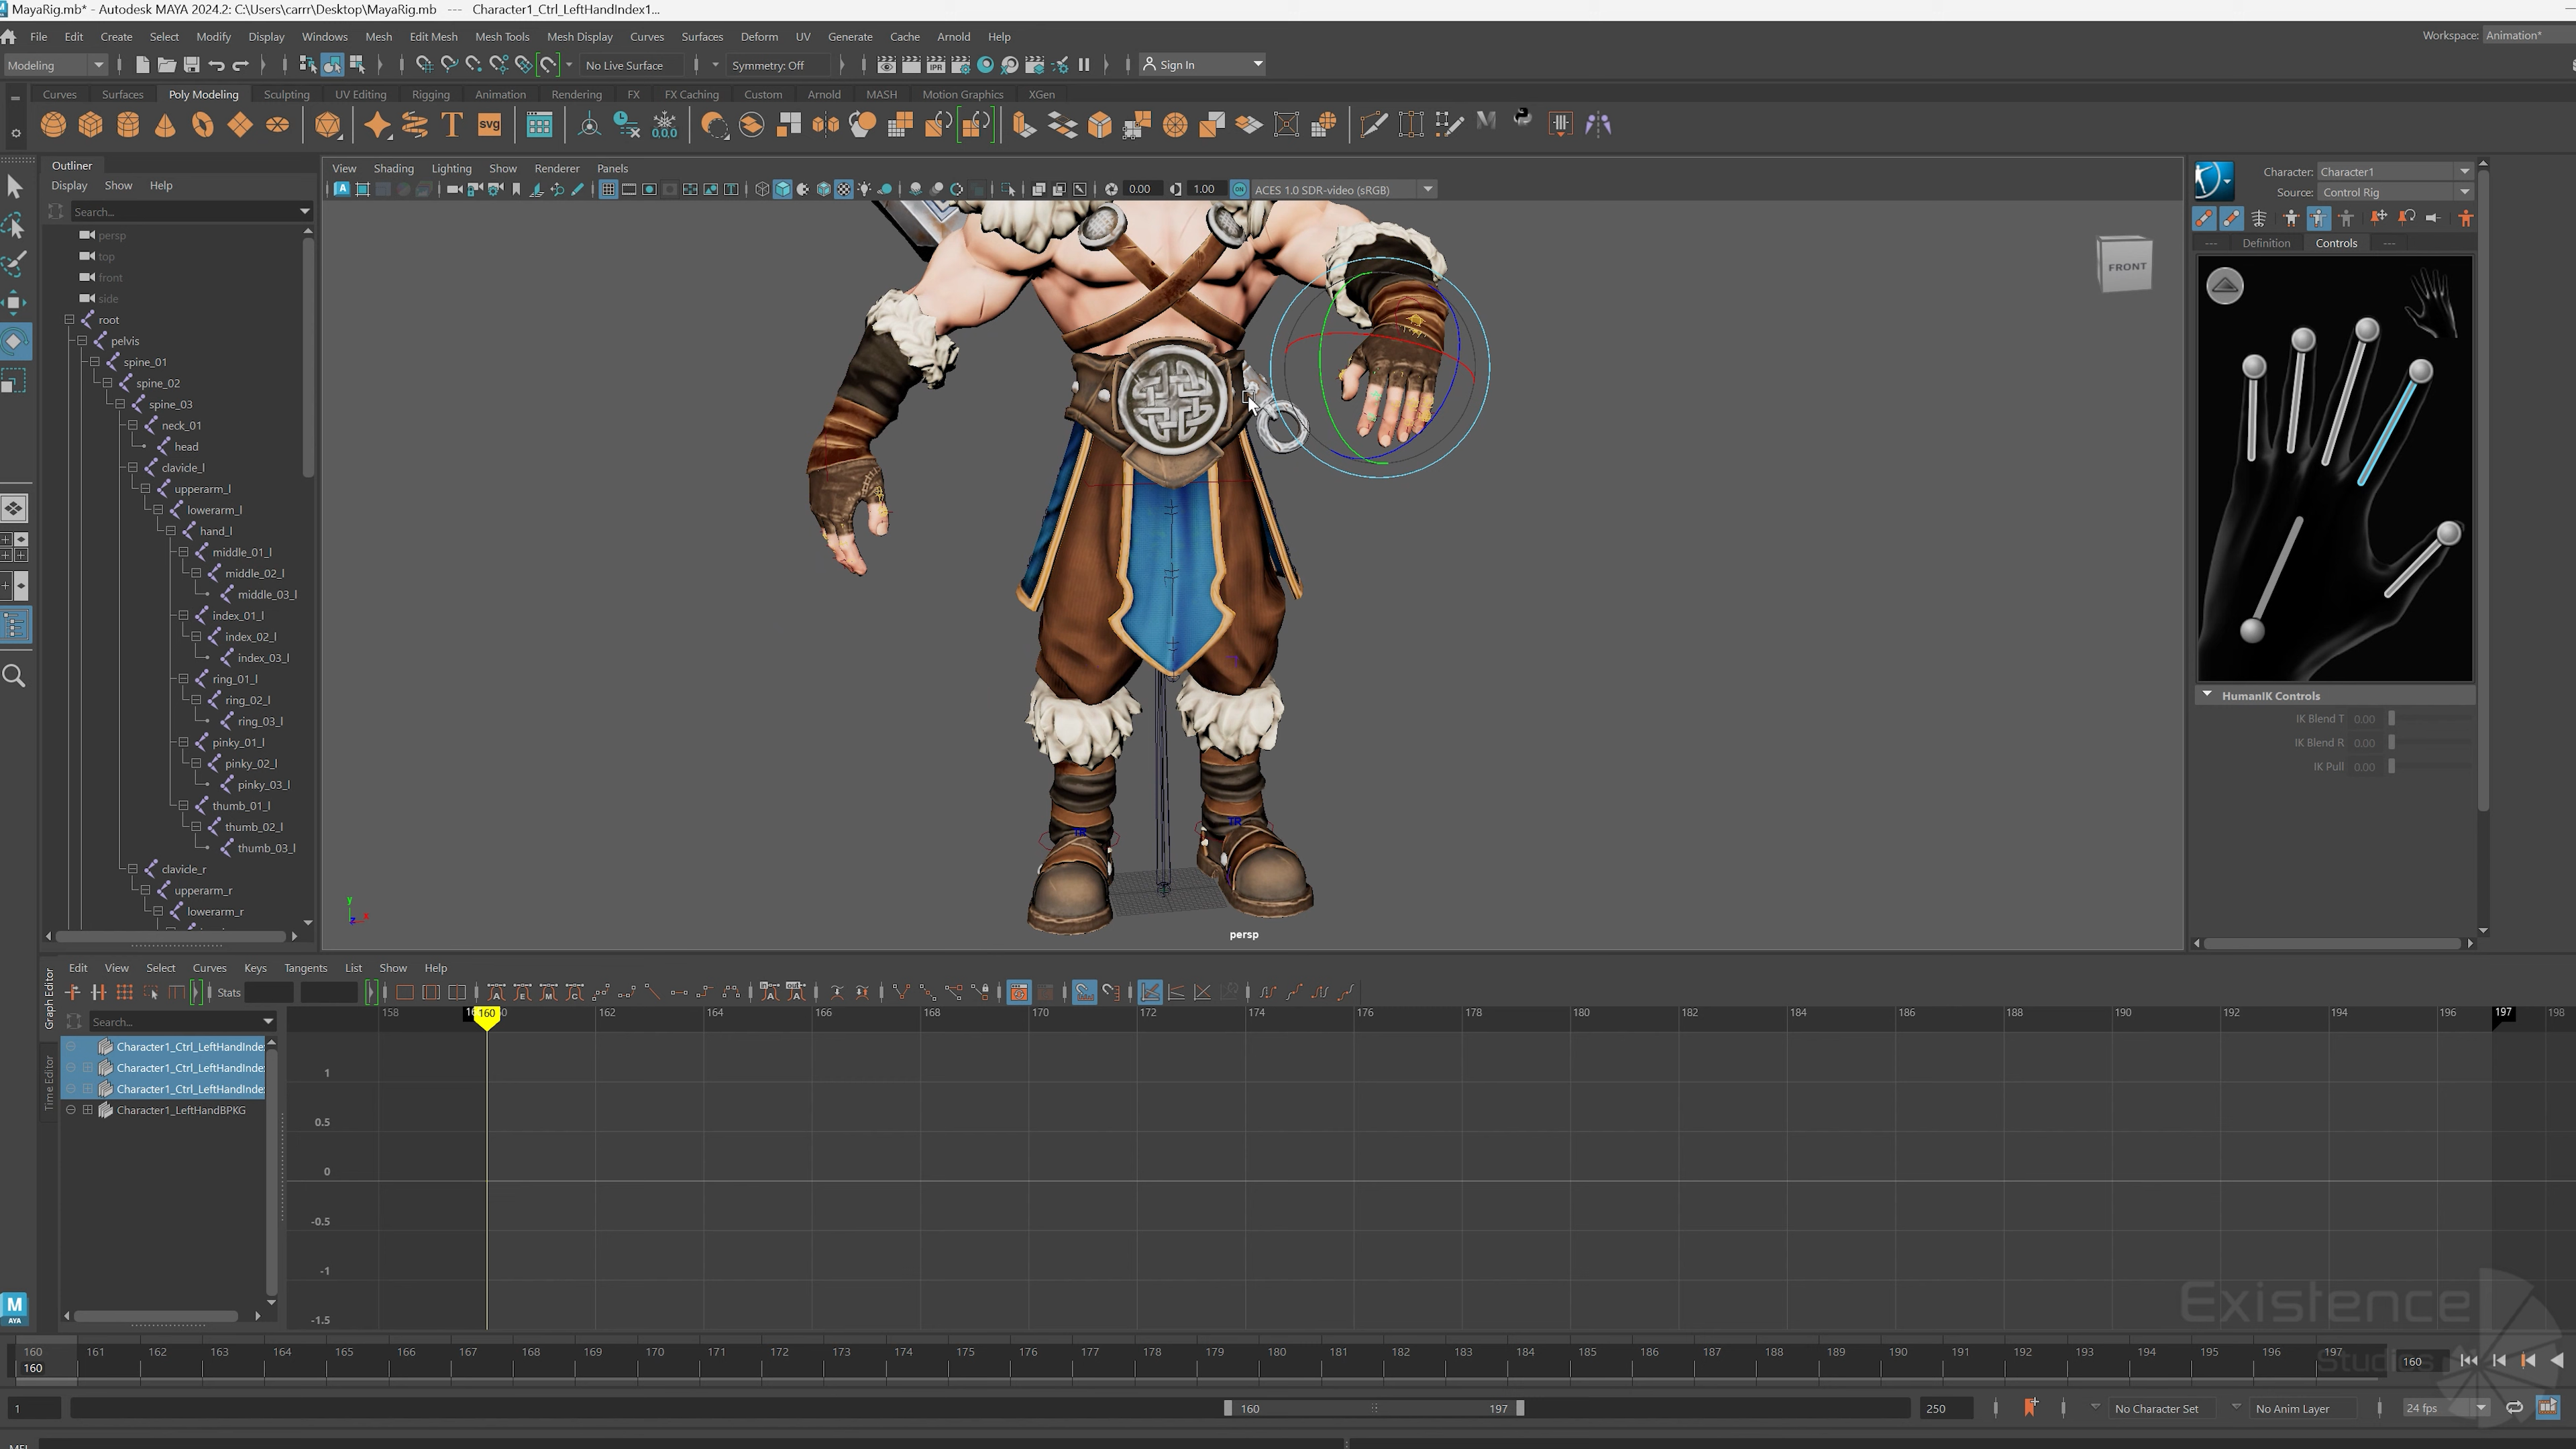 MayaRig.mb* - Autodesk MAYA 2024.2: C:\Users\carr\Desktop\MayaRig.mb --- Character1_Ctrl_LeftHandIndex1...
File Edit Create Select Modify Display Windows Mesh Edit Mesh Mesh Tools Mesh Display Curves Surfaces Deform UV Generate Cache Arnold Help
Workspace: Animation*
Modeling No Live Surface Symmetry: Off Sign In
Curves Surfaces Poly Modeling Sculpting UV Editing Rigging Animation Rendering FX FX Caching Custom Arnold MASH Motion Graphics XGen
Outliner
Display Show Help
Search...
persp
top
front
side
root
pelvis
spine_01
spine_02
spine_03
neck_01
head
clavicle_l
upperarm_l
lowerarm_l
hand_l
middle_01_l
middle_02_l
middle_03_l
index_01_l
index_02_l
index_03_l
ring_01_l
ring_02_l
ring_03_l
pinky_01_l
pinky_02_l
pinky_03_l
thumb_01_l
thumb_02_l
thumb_03_l
clavicle_r
upperarm_r
lowerarm_r
View Shading Lighting Show Renderer Panels
0.00 1.00 ACES 1.0 SDR-video (sRGB)
FRONT
persp
Character: Character1
Source: Control Rig
--- Definition Controls ---
HumanIK Controls
IK Blend T 0.00
IK Blend R 0.00
IK Pull 0.00
Graph Editor
Time Editor
Edit View Select Curves Keys Tangents List Show Help
Stats
Search...
Character1_Ctrl_LeftHandInde
Character1_Ctrl_LeftHandInde
Character1_Ctrl_LeftHandInde
Character1_LeftHandBPKG
158 160 162 164 166 168 170 172 174 176 178 180 182 184 186 188 190 192 194 196 197 198
1
0.5
0
-0.5
-1
-1.5
Existence
Studios
160 161 162 163 164 165 166 167 168 169 170 171 172 173 174 175 176 177 178 179 180 181 182 183 184 185 186 187 188 189 190 191 192 193 194 195 196 197
160
160
1 160 197 250 No Character Set No Anim Layer 24 fps
MEL